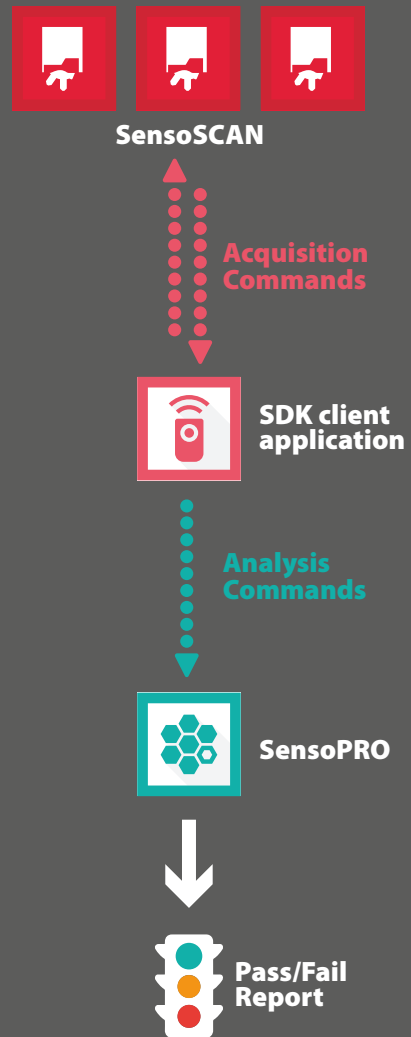 SensoSCAN
Acquisition
Commands
SDK client
application
Analysis
Commands
SensoPRO
Pass/Fail
Report